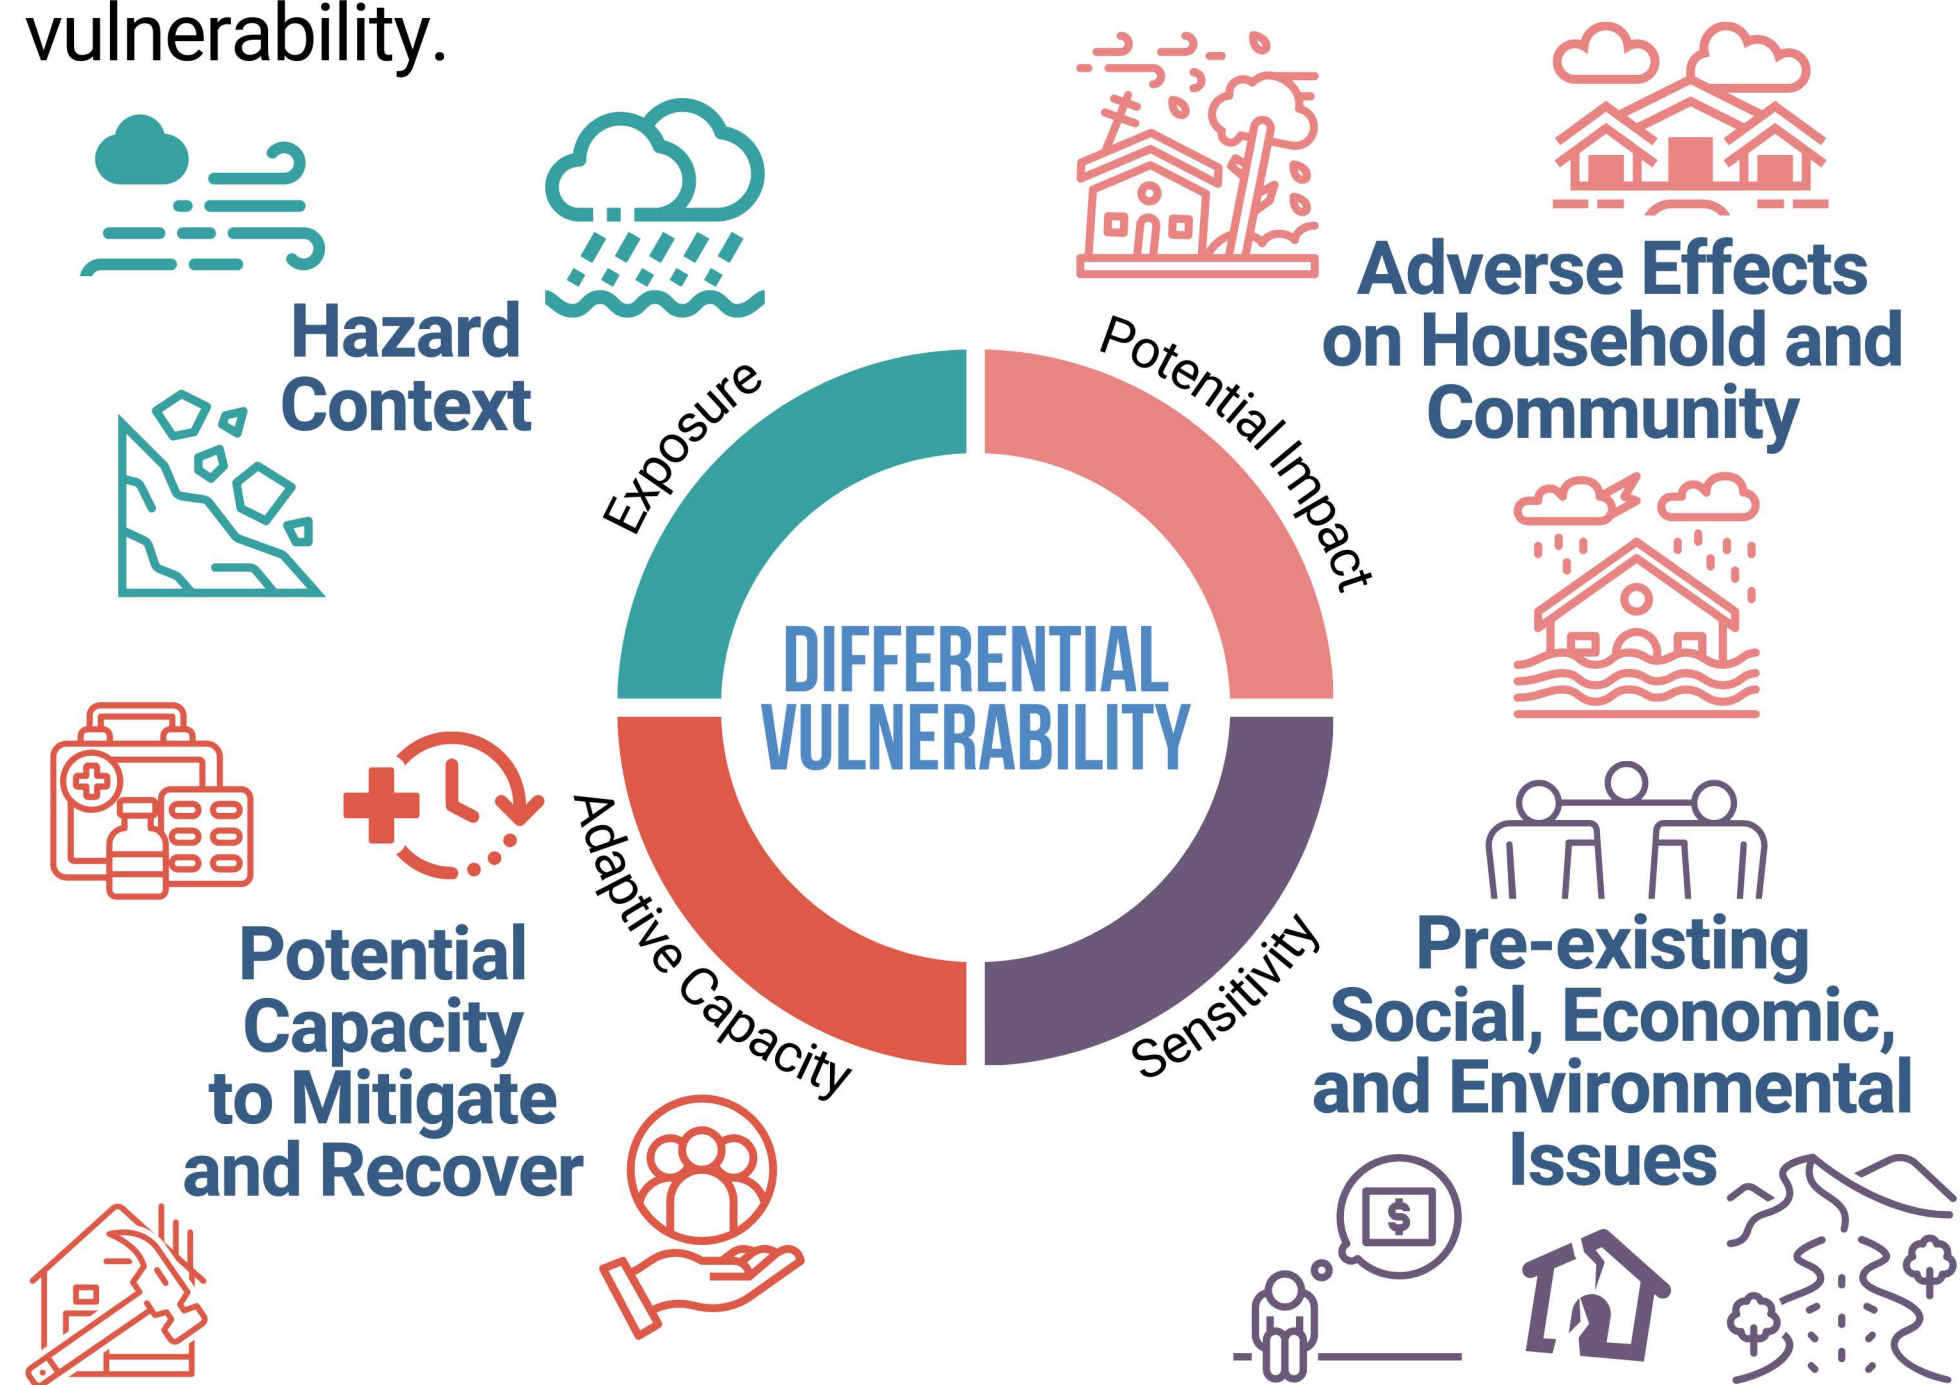 vulnerability.
Hazard
Context
Exposure
Potential Impact
Adverse Effects
on Household and
Community
DIFFERENTIAL
VULNERABILITY
Adaptive Capacity
Potential
Capacity
to Mitigate
and Recover
Sensitivity
Pre-existing
Social, Economic,
and Environmental
Issues
$